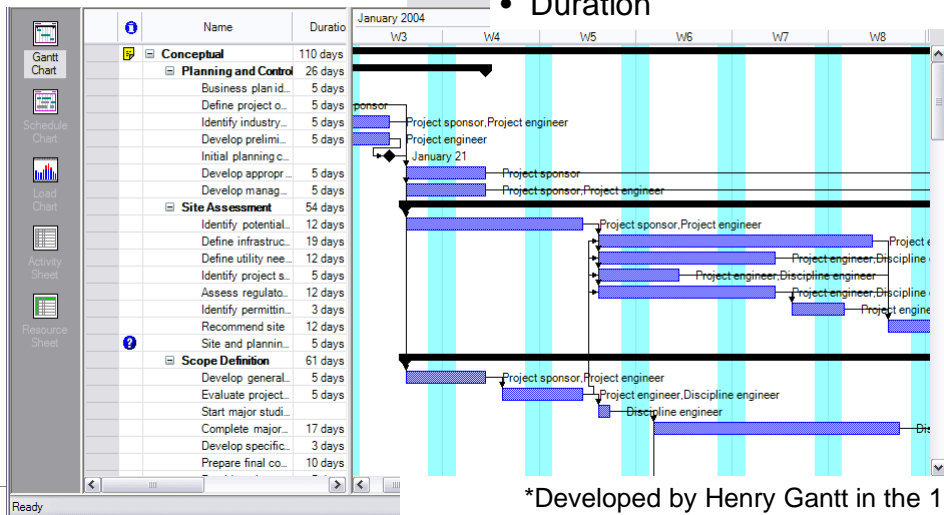 • Duration
Name Duratio January 2004
W3 W4 W5 W6 W7 W8
Gantt Chart
Schedule Chart
Load Chart
Activity Sheet
Resource Sheet
Conceptual 110 days
Planning and Control 26 days
Business plan id... 5 days
Define project o... 5 days ponsor
Identify industry... 5 days Project sponsor,Project engineer
Develop prelimi... 5 days Project engineer
Initial planning c... January 21
Develop appropr... 5 days Project sponsor
Develop manag... 5 days Project sponsor,Project engineer
Site Assessment 54 days
Identify potential... 12 days Project sponsor,Project engineer
Define infrastruc... 19 days Project e
Define utility nee... 12 days Project engineer,Discipline
Identify project s... 5 days Project engineer,Discipline engineer
Assess regulato... 12 days Project engineer,Discipline
Identify permittin... 3 days Project engine
Recommend site 12 days
Site and plannin... 5 days
Scope Definition 61 days
Develop general... 5 days Project sponsor,Project engineer
Evaluate project... 5 days Project engineer,Discipline engineer
Start major studi... Discipline engineer
Complete major... 17 days Dis
Develop specific... 3 days
Prepare final co... 10 days
Ready
*Developed by Henry Gantt in the 1